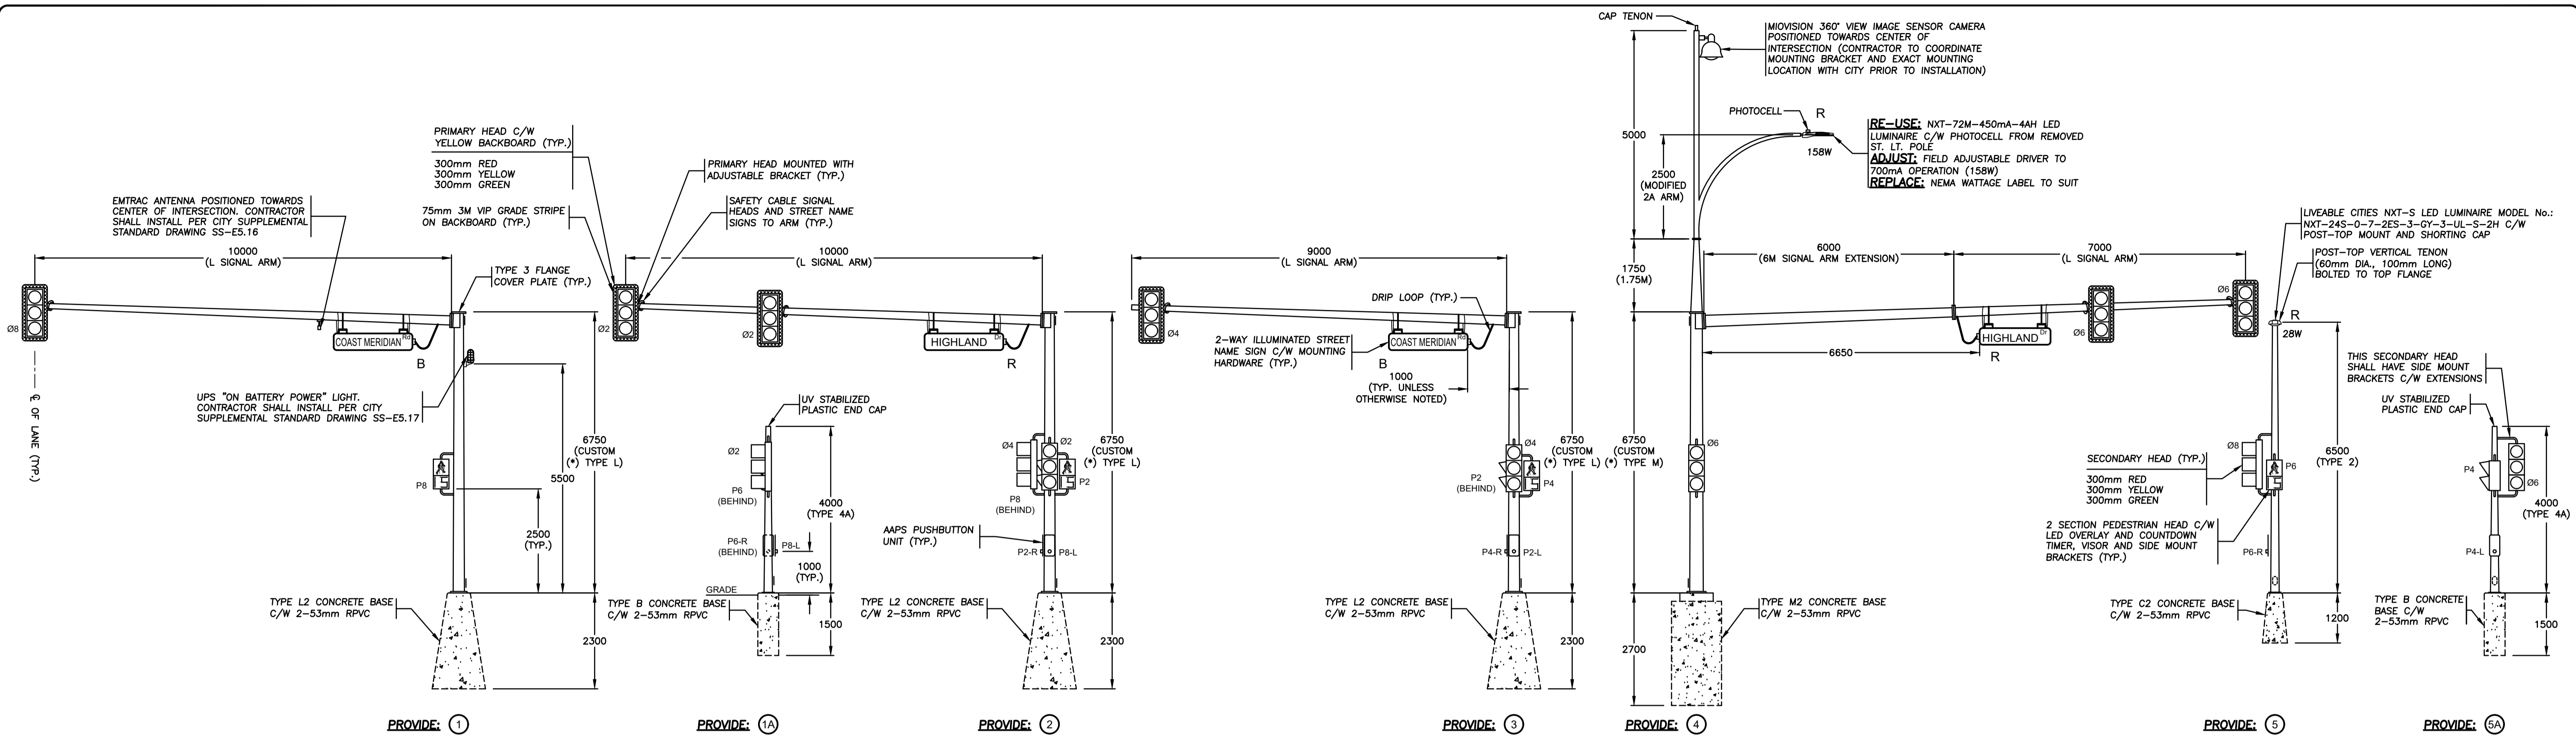 EMTRAC ANTENNA POSITIONED TOWARDS
CENTER OF INTERSECTION. CONTRACTOR
SHALL INSTALL PER CITY SUPPLEMENTAL
STANDARD DRAWING SS-E5.16
10000
(L SIGNAL ARM)
TYPE 3 FLANGE
COVER PLATE (TYP.)
Ø8
COAST MERIDIAN Rd
B
℄ OF LANE (TYP.)
UPS "ON BATTERY POWER" LIGHT.
CONTRACTOR SHALL INSTALL PER CITY
SUPPLEMENTAL STANDARD DRAWING SS-E5.17
P8
2500
(TYP.)
5500
6750
(CUSTOM
(*) TYPE L)
TYPE L2 CONCRETE BASE
C/W 2-53mm RPVC
2300
PROVIDE: 1
PRIMARY HEAD C/W
YELLOW BACKBOARD (TYP.)
300mm RED
300mm YELLOW
300mm GREEN
75mm 3M VIP GRADE STRIPE
ON BACKBOARD (TYP.)
PRIMARY HEAD MOUNTED WITH
ADJUSTABLE BRACKET (TYP.)
SAFETY CABLE SIGNAL
HEADS AND STREET NAME
SIGNS TO ARM (TYP.)
10000
(L SIGNAL ARM)
Ø2
Ø2
HIGHLAND Dr
R
UV STABILIZED
PLASTIC END CAP
Ø2
P6
(BEHIND)
P6-R
(BEHIND)
P8-L
4000
(TYPE 4A)
1000
(TYP.)
GRADE
TYPE B CONCRETE BASE
C/W 2-53mm RPVC
1500
PROVIDE: 1A
Ø4
Ø2
P2
P8
(BEHIND)
AAPS PUSHBUTTON
UNIT (TYP.)
P2-R
P8-L
6750
(CUSTOM
(*) TYPE L)
TYPE L2 CONCRETE BASE
C/W 2-53mm RPVC
2300
PROVIDE: 2
9000
(L SIGNAL ARM)
DRIP LOOP (TYP.)
Ø4
2-WAY ILLUMINATED STREET
NAME SIGN C/W MOUNTING
HARDWARE (TYP.)
COAST MERIDIAN Rd
B
1000
(TYP. UNLESS
OTHERWISE NOTED)
Ø4
P2
(BEHIND)
P4
P4-R
P2-L
6750
(CUSTOM
(*) TYPE L)
TYPE L2 CONCRETE BASE
C/W 2-53mm RPVC
2300
PROVIDE: 3
CAP TENON
MIOVISION 360° VIEW IMAGE SENSOR CAMERA
POSITIONED TOWARDS CENTER OF
INTERSECTION (CONTRACTOR TO COORDINATE
MOUNTING BRACKET AND EXACT MOUNTING
LOCATION WITH CITY PRIOR TO INSTALLATION)
PHOTOCELL
R
158W
RE-USE: NXT-72M-450mA-4AH LED
LUMINAIRE C/W PHOTOCELL FROM REMOVED
ST. LT. POLE
ADJUST: FIELD ADJUSTABLE DRIVER TO
700mA OPERATION (158W)
REPLACE: NEMA WATTAGE LABEL TO SUIT
5000
2500
(MODIFIED
2A ARM)
1750
(1.75M)
6000
(6M SIGNAL ARM EXTENSION)
7000
(L SIGNAL ARM)
6650
HIGHLAND Dr
R
Ø6
Ø6
6750
(CUSTOM
(*) TYPE M)
Ø6
TYPE M2 CONCRETE BASE
C/W 2-53mm RPVC
2700
PROVIDE: 4
LIVEABLE CITIES NXT-S LED LUMINAIRE MODEL No.:
NXT-24S-0-7-2ES-3-GY-3-UL-S-2H C/W
POST-TOP MOUNT AND SHORTING CAP
POST-TOP VERTICAL TENON
(60mm DIA., 100mm LONG)
BOLTED TO TOP FLANGE
R
28W
SECONDARY HEAD (TYP.)
300mm RED
300mm YELLOW
300mm GREEN
Ø8
P6
2 SECTION PEDESTRIAN HEAD C/W
LED OVERLAY AND COUNTDOWN
TIMER, VISOR AND SIDE MOUNT
BRACKETS (TYP.)
P6-R
6500
(TYPE 2)
TYPE C2 CONCRETE BASE
C/W 2-53mm RPVC
1200
PROVIDE: 5
THIS SECONDARY HEAD
SHALL HAVE SIDE MOUNT
BRACKETS C/W EXTENSIONS
UV STABILIZED
PLASTIC END CAP
P4
Ø6
P4-L
4000
(TYPE 4A)
TYPE B CONCRETE
BASE C/W
2-53mm RPVC
1500
PROVIDE: 5A